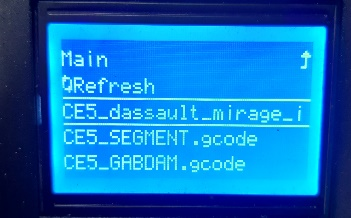 Main
Refresh
CE5_dassault_mirage_i
CE5_SEGMENT.gcode
CE5_GABDAM.gcode